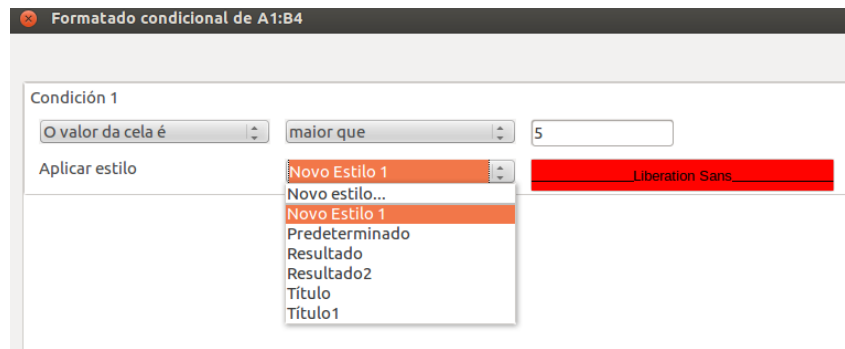 Formatado condicional de A1:B4
Condición 1
O valor da cela é maior que 5
Aplicar estilo Novo Estilo 1 Liberation Sans
Novo estilo...
Novo Estilo 1
Predeterminado
Resultado
Resultado2
Título
Título1